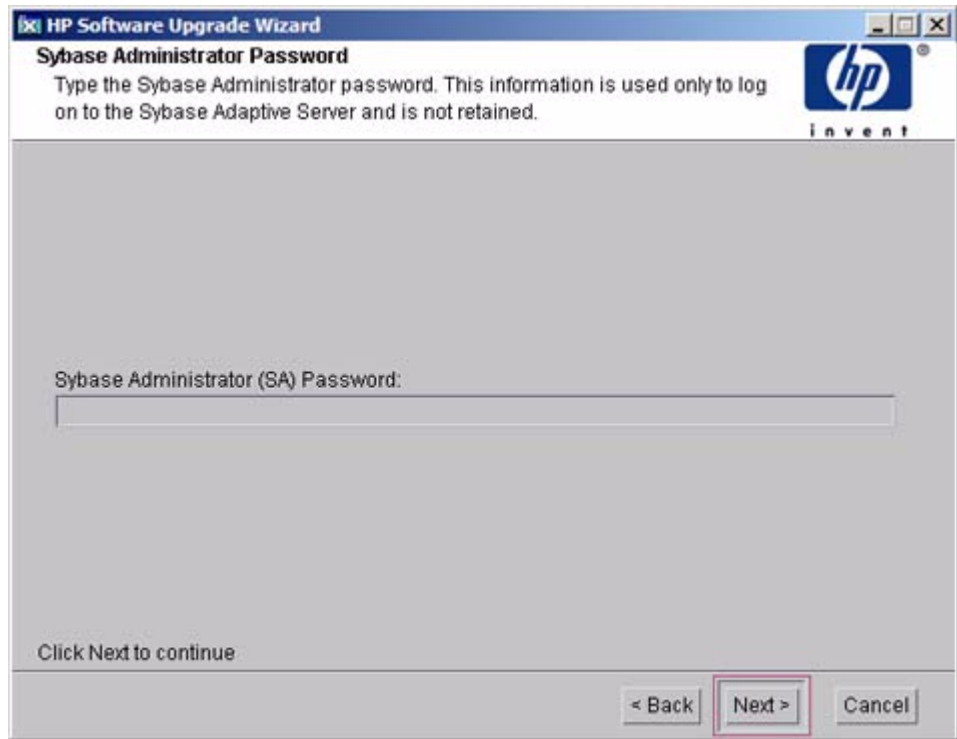 HP Software Upgrade Wizard
Sybase Administrator Password
Type the Sybase Administrator password. This information is used only to log
on to the Sybase Adaptive Server and is not retained.
hp
®
invent
Sybase Administrator (SA) Password:
Click Next to continue
< Back
Next >
Cancel